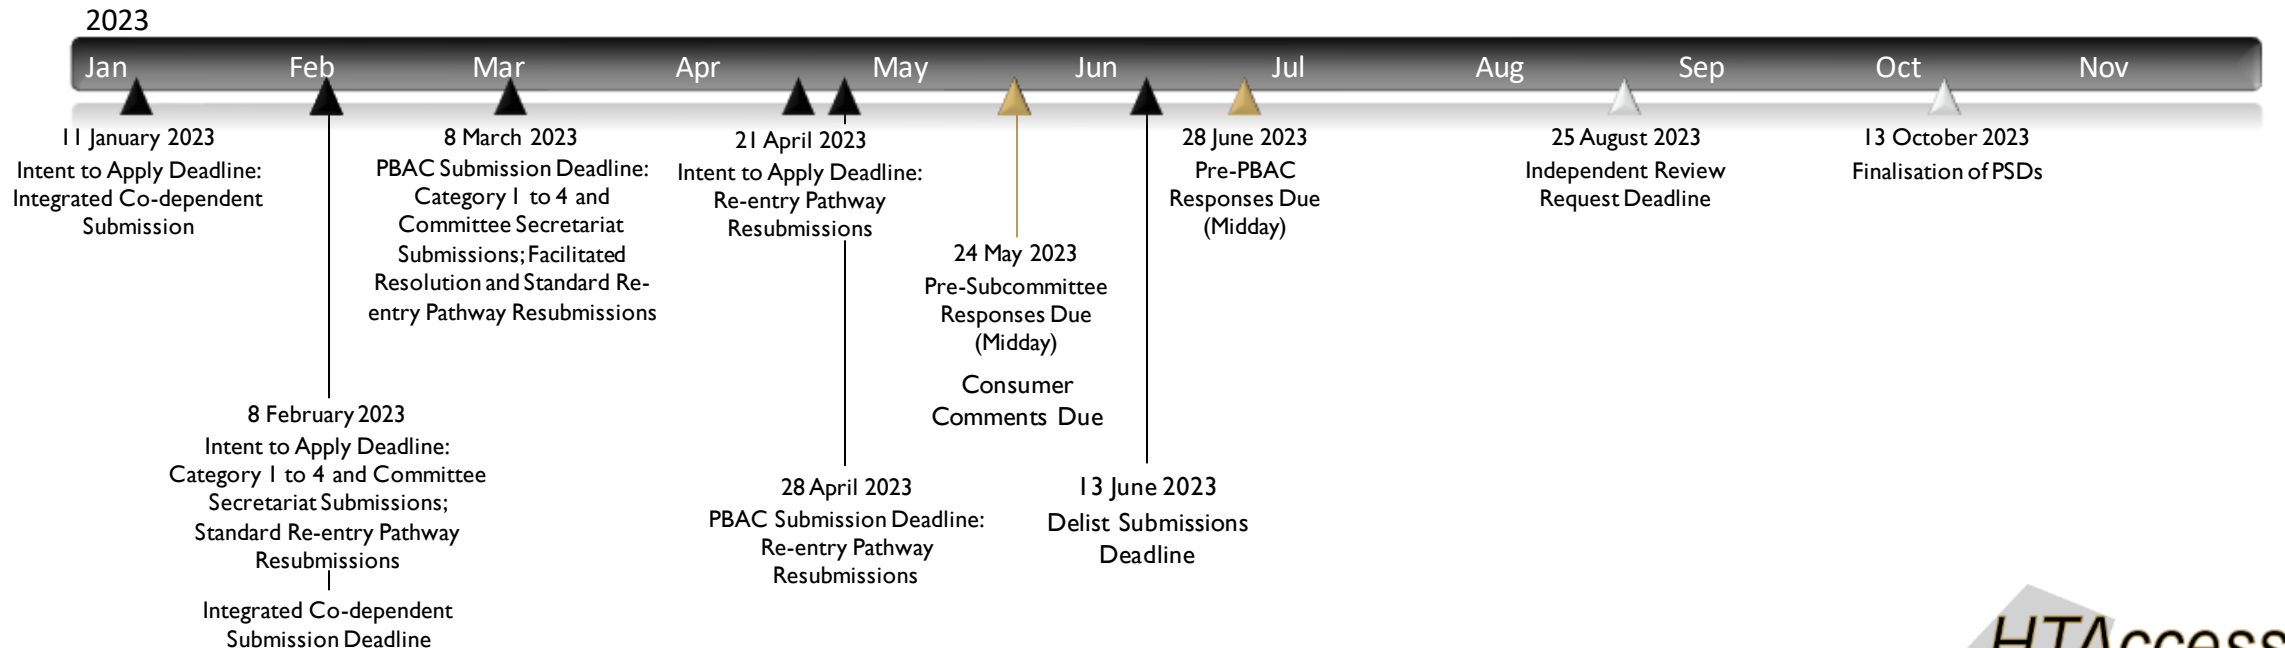 2023
Jan Feb Mar Apr May Jun Jul Aug Sep Oct Nov
11 January 2023
Intent to Apply Deadline:
Integrated Co-dependent
Submission
8 February 2023
Intent to Apply Deadline:
Category 1 to 4 and Committee
Secretariat Submissions;
Standard Re-entry Pathway
Resubmissions
Integrated Co-dependent
Submission Deadline
8 March 2023
PBAC Submission Deadline:
Category 1 to 4 and
Committee Secretariat
Submissions; Facilitated
Resolution and Standard Re-
entry Pathway Resubmissions
21 April 2023
Intent to Apply Deadline:
Re-entry Pathway
Resubmissions
28 April 2023
PBAC Submission Deadline:
Re-entry Pathway
Resubmissions
24 May 2023
Pre-Subcommittee
Responses Due
(Midday)
Consumer
Comments Due
13 June 2023
Delist Submissions
Deadline
28 June 2023
Pre-PBAC
Responses Due
(Midday)
25 August 2023
Independent Review
Request Deadline
13 October 2023
Finalisation of PSDs
HTAccess